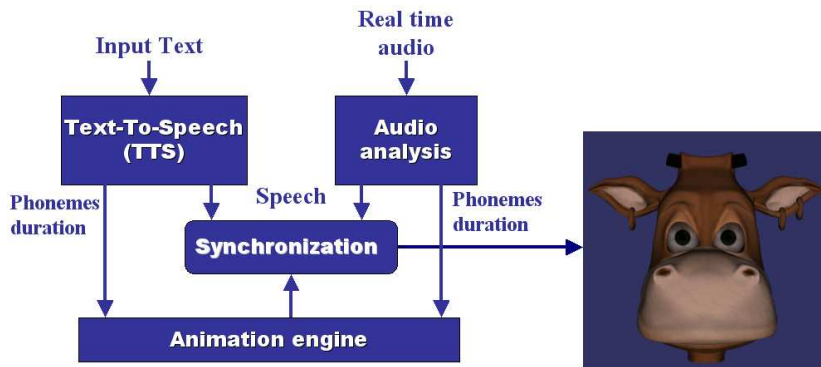 Input Text
Real time
audio
Text-To-Speech
(TTS)
Audio
analysis
Phonemes
duration
Speech
Phonemes
duration
Synchronization
Animation engine